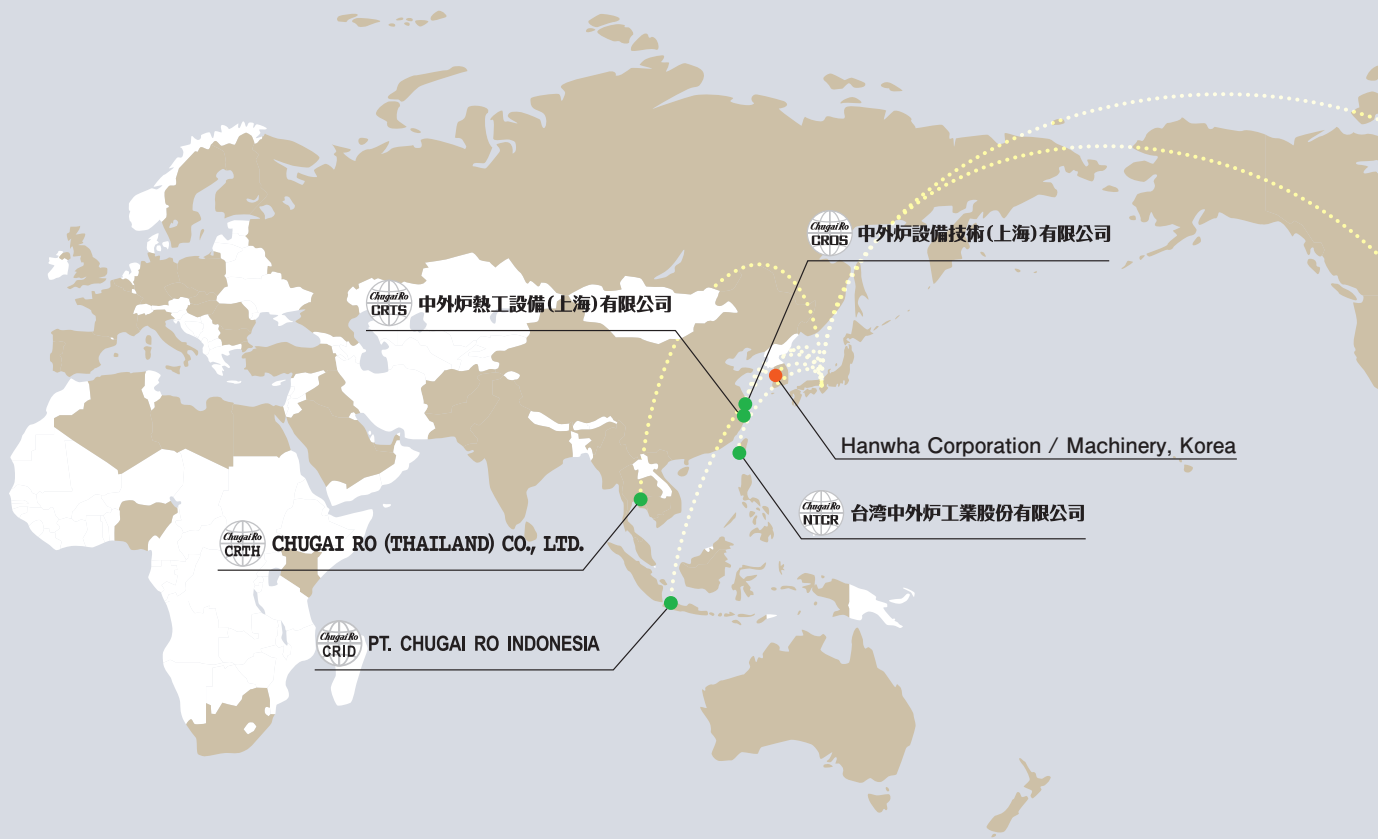 Chugai Ro
CROS
中外炉設備技術(上海)有限公司
Chugai Ro
CRTS
中外炉熱工設備(上海)有限公司
Hanwha Corporation / Machinery, Korea
Chugai Ro
NTCR
台湾中外炉工業股份有限公司
Chugai Ro
CRTH
CHUGAI RO (THAILAND) CO., LTD.
Chugai Ro
CRID
PT. CHUGAI RO INDONESIA